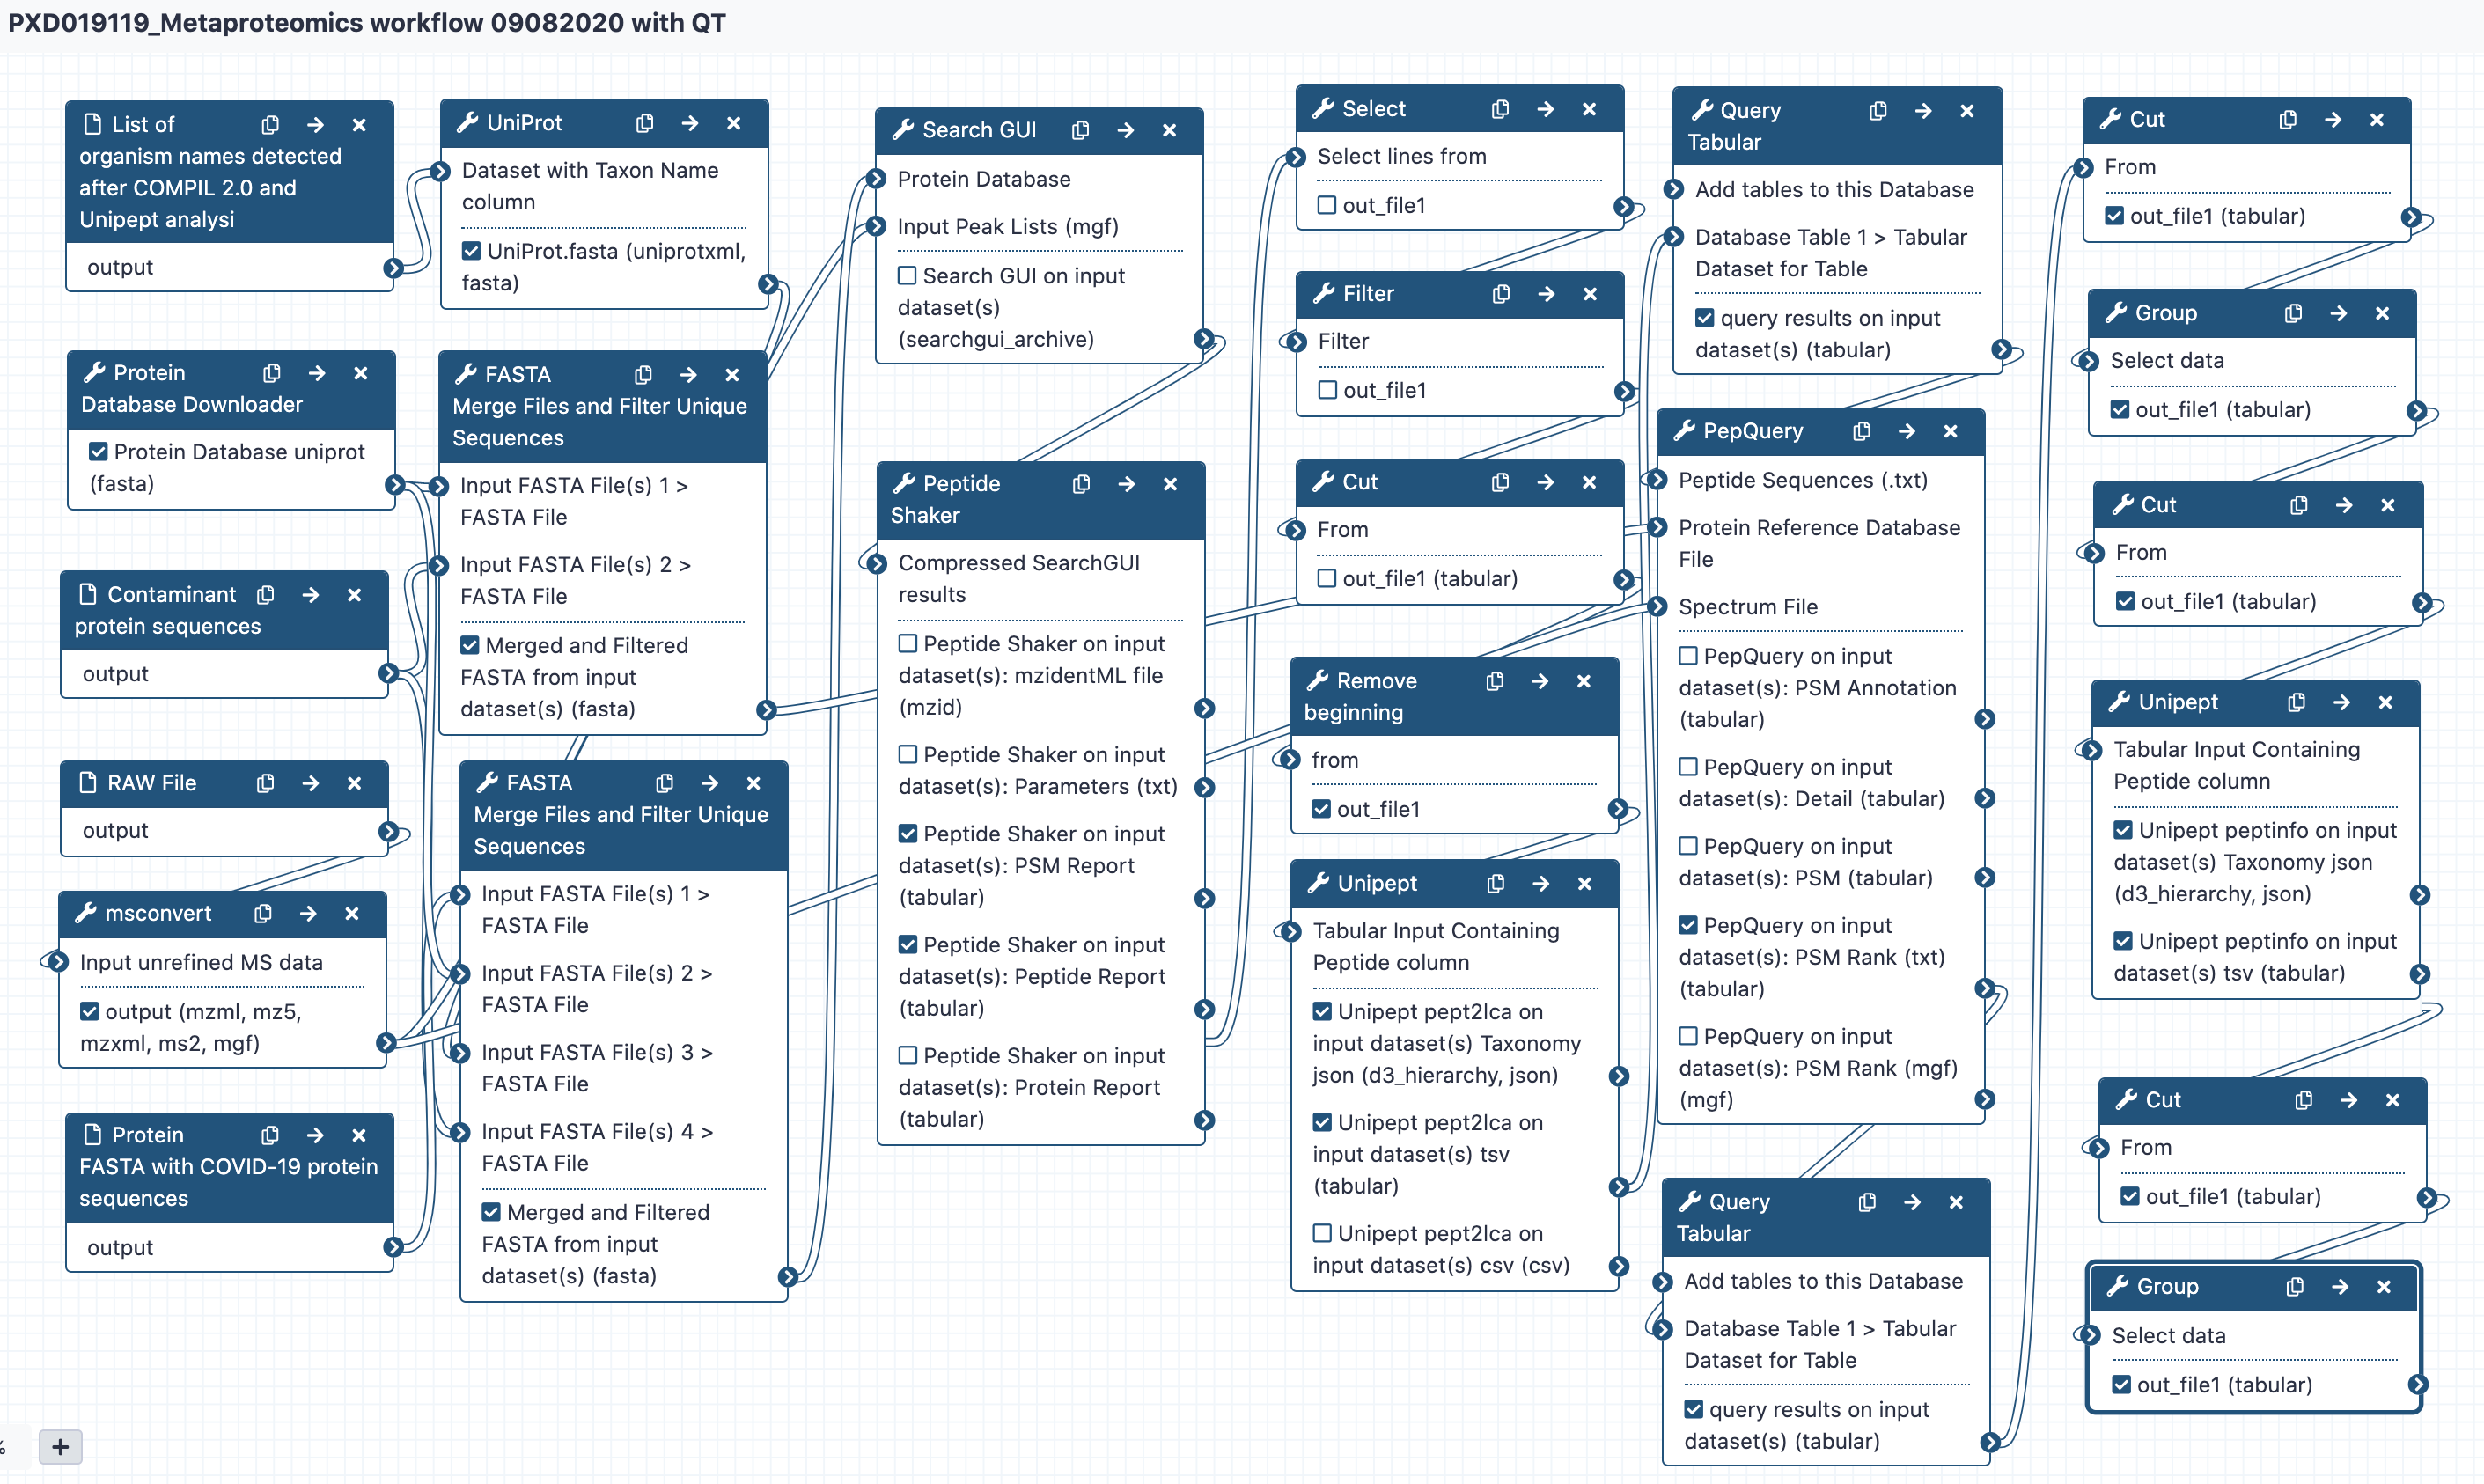 PXD019119_Metaproteomics workflow 09082020 with QT
List of
organism names detected
after COMPIL 2.0 and
Unipept analysi
output
Protein
Database Downloader
Protein Database uniprot
(fasta)
Contaminant
protein sequences
output
RAW File
output
msconvert
Input unrefined MS data
output (mzml, mz5,
mzxml, ms2, mgf)
Protein
FASTA with COVID-19 protein
sequences
output
%
UniProt
Dataset with Taxon Name
column
UniProt.fasta (uniprotxml,
fasta)
FASTA
Merge Files and Filter Unique
Sequences
Input FASTA File(s) 1 >
FASTA File
Input FASTA File(s) 2 >
FASTA File
Merged and Filtered
FASTA from input
dataset(s) (fasta)
FASTA
Merge Files and Filter Unique
Sequences
Input FASTA File(s) 1 >
FASTA File
Input FASTA File(s) 2 >
FASTA File
Input FASTA File(s) 3 >
FASTA File
Input FASTA File(s) 4 >
FASTA File
Merged and Filtered
FASTA from input
dataset(s) (fasta)
Search GUI
Protein Database
Input Peak Lists (mgf)
Search GUI on input
dataset(s)
(searchgui_archive)
Peptide
Shaker
Compressed SearchGUI
results
Peptide Shaker on input
dataset(s): mzidentML file
(mzid)
Peptide Shaker on input
dataset(s): Parameters (txt)
Peptide Shaker on input
dataset(s): PSM Report
(tabular)
Peptide Shaker on input
dataset(s): Peptide Report
(tabular)
Peptide Shaker on input
dataset(s): Protein Report
(tabular)
Select
Select lines from
out_file1
Filter
Filter
out_file1
Cut
From
out_file1 (tabular)
Remove
beginning
from
out_file1
Unipept
Tabular Input Containing
Peptide column
Unipept pept2lca on
input dataset(s) Taxonomy
json (d3_hierarchy, json)
Unipept pept2lca on
input dataset(s) tsv
(tabular)
Unipept pept2lca on
input dataset(s) csv (csv)
Query
Tabular
Add tables to this Database
Database Table 1 > Tabular
Dataset for Table
query results on input
dataset(s) (tabular)
PepQuery
Peptide Sequences (.txt)
Protein Reference Database
File
Spectrum File
PepQuery on input
dataset(s): PSM Annotation
(tabular)
PepQuery on input
dataset(s): Detail (tabular)
PepQuery on input
dataset(s): PSM (tabular)
PepQuery on input
dataset(s): PSM Rank (txt)
(tabular)
PepQuery on input
dataset(s): PSM Rank (mgf)
(mgf)
Query
Tabular
Add tables to this Database
Database Table 1 > Tabular
Dataset for Table
query results on input
dataset(s) (tabular)
Cut
From
out_file1 (tabular)
Group
Select data
out_file1 (tabular)
Cut
From
out_file1 (tabular)
Unipept
Tabular Input Containing
Peptide column
Unipept peptinfo on input
dataset(s) Taxonomy json
(d3_hierarchy, json)
Unipept peptinfo on input
dataset(s) tsv (tabular)
Cut
From
out_file1 (tabular)
Group
Select data
out_file1 (tabular)